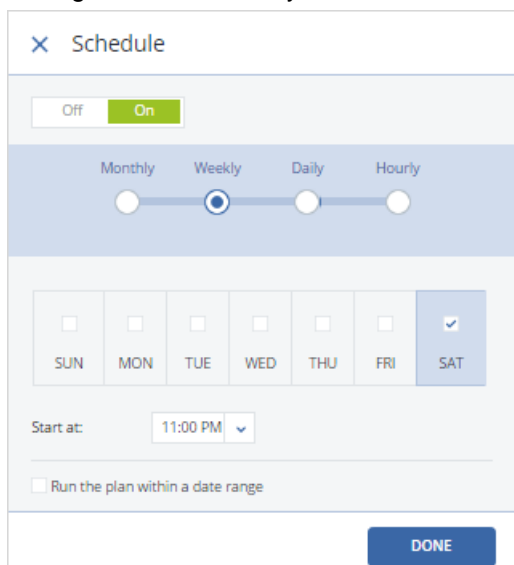 Schedule
Off On
Monthly Weekly Daily Hourly
SUN MON TUE WED THU FRI SAT
Start at: 11:00 PM
Run the plan within a date range
DONE